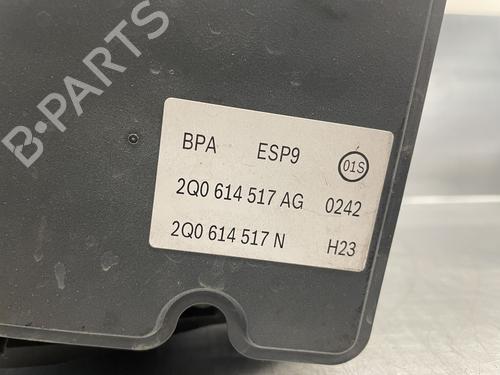 B-PARTS
BPA ESP9 01S
2Q0 614 517 AG 0242
2Q0 614 517 N H23